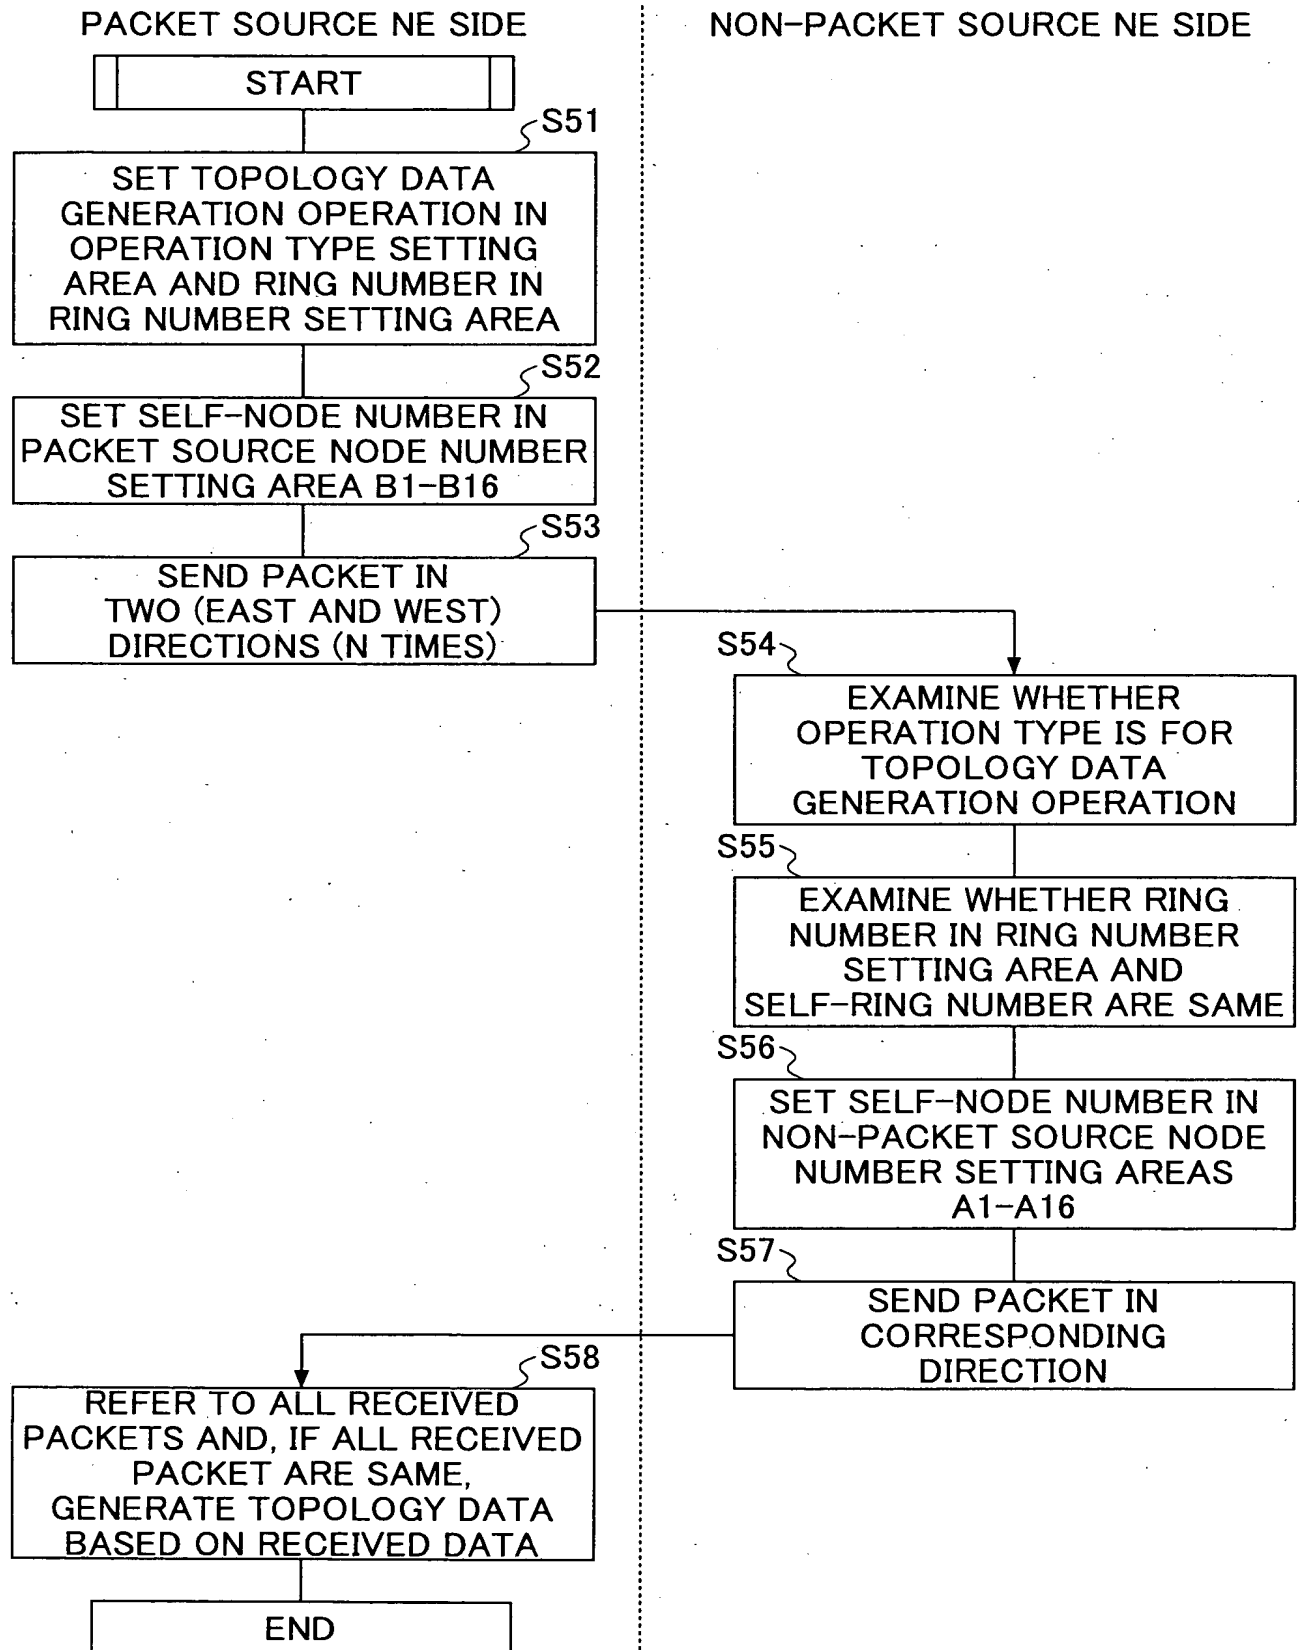 PACKET SOURCE NE SIDE
NON-PACKET SOURCE NE SIDE
START
S51
SET TOPOLOGY DATA
GENERATION OPERATION IN
OPERATION TYPE SETTING
AREA AND RING NUMBER IN
RING NUMBER SETTING AREA
S52
SET SELF-NODE NUMBER IN
PACKET SOURCE NODE NUMBER
SETTING AREA B1-B16
S53
SEND PACKET IN
TWO (EAST AND WEST)
DIRECTIONS (N TIMES)
S54
EXAMINE WHETHER
OPERATION TYPE IS FOR
TOPOLOGY DATA
GENERATION OPERATION
S55
EXAMINE WHETHER RING
NUMBER IN RING NUMBER
SETTING AREA AND
SELF-RING NUMBER ARE SAME
S56
SET SELF-NODE NUMBER IN
NON-PACKET SOURCE NODE
NUMBER SETTING AREAS
A1-A16
S57
SEND PACKET IN
CORRESPONDING
DIRECTION
S58
REFER TO ALL RECEIVED
PACKETS AND, IF ALL RECEIVED
PACKET ARE SAME,
GENERATE TOPOLOGY DATA
BASED ON RECEIVED DATA
END